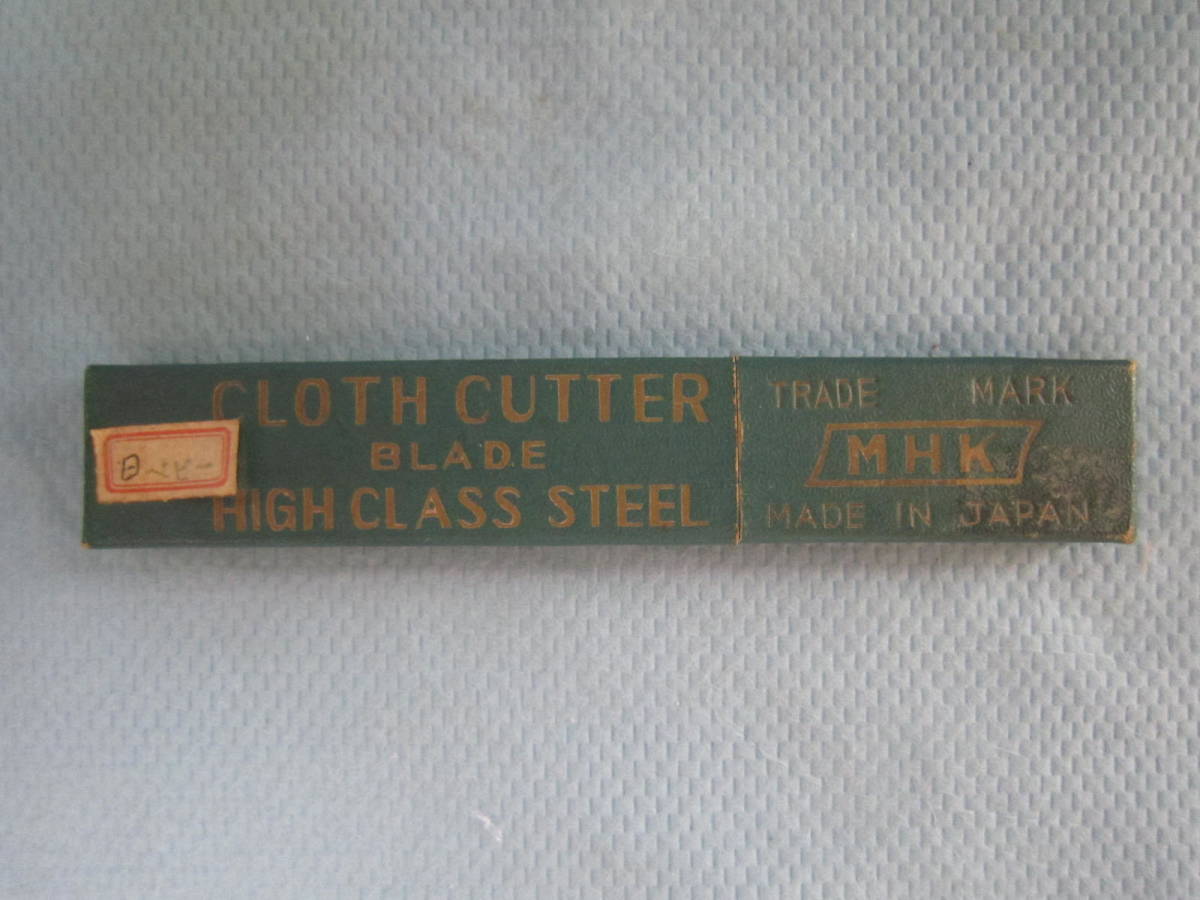 CLOTH CUTTER
BLADE
HIGH CLASS STEEL
日ベビー
TRADE MARK
MHK
MADE IN JAPAN